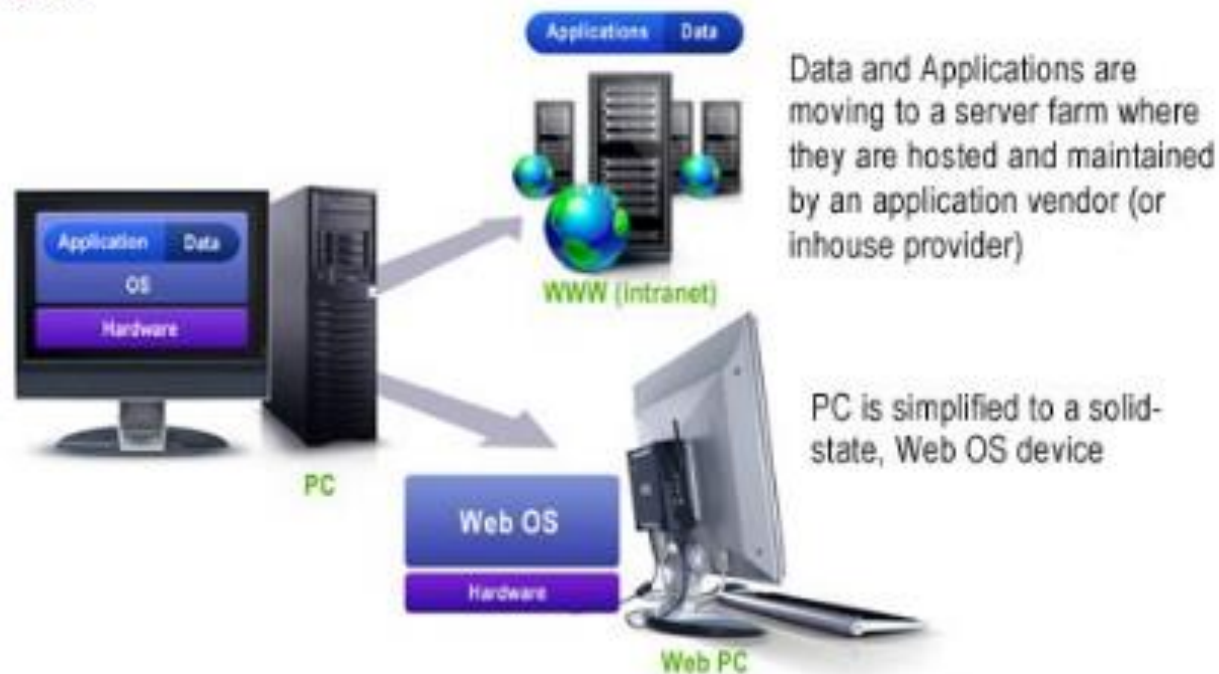 Applications Data
Data and Applications are
moving to a server farm where
they are hosted and maintained
by an application vendor (or
inhouse provider)
WWW (intranet)
Application Data
OS
Hardware
PC
PC is simplified to a solid-
state, Web OS device
Web OS
Hardware
Web PC